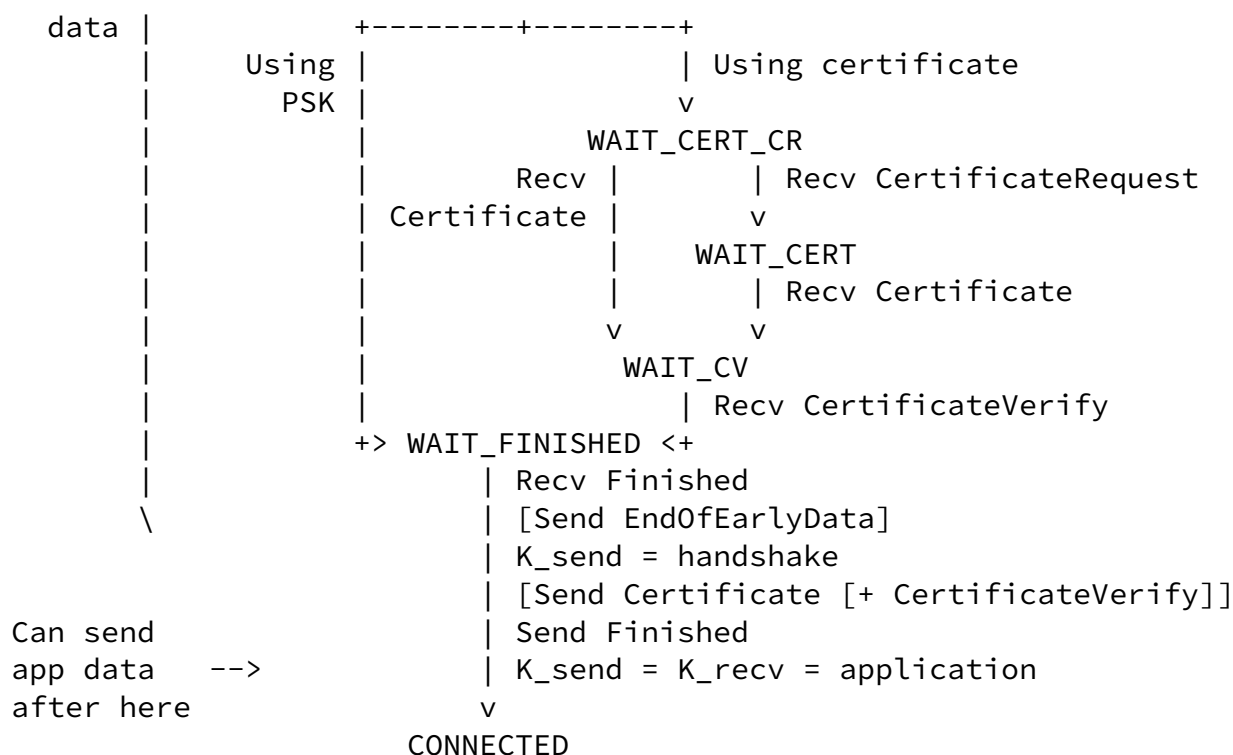 data |              +--------+--------+
     |        Using |                 | Using certificate
     |          PSK |                 v
     |              |            WAIT_CERT_CR
     |              |        Recv |       | Recv CertificateRequest
     |              | Certificate |       v
     |              |             |    WAIT_CERT
     |              |             |       | Recv Certificate
     |              |             v       v
     |              |              WAIT_CV
     |              |                 | Recv CertificateVerify
     |              +> WAIT_FINISHED <+
     |                     | Recv Finished
     \                     | [Send EndOfEarlyData]
                           | K_send = handshake
                           | [Send Certificate [+ CertificateVerify]]
Can send                   | Send Finished
app data   -->             | K_send = K_recv = application
after here                 v
                       CONNECTED